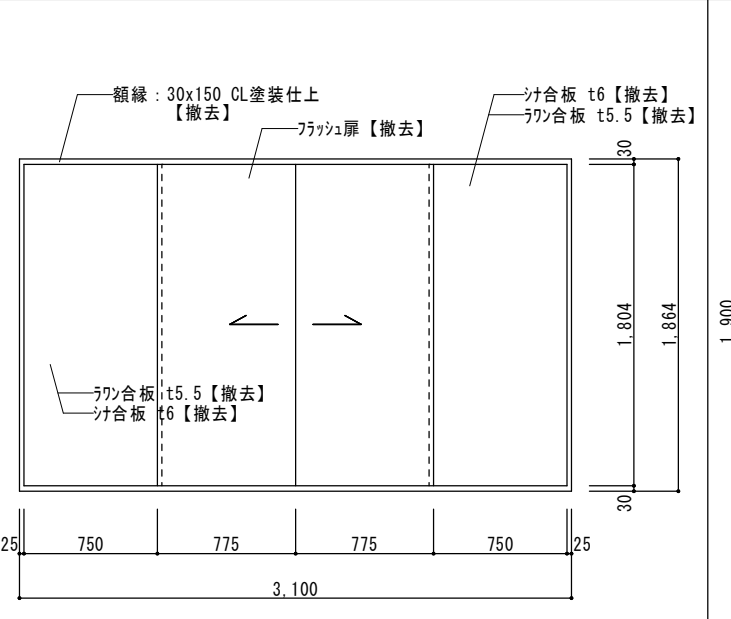 額縁：30x150 CL塗装仕上
【撤去】
フラッシュ扉【撤去】
シナ合板 t6【撤去】
ラワン合板 t5.5【撤去】
30
1,804
1,864
1,900
ラワン合板 t5.5【撤去】
シナ合板 t6【撤去】
30
25
750
775
775
750
25
3,100